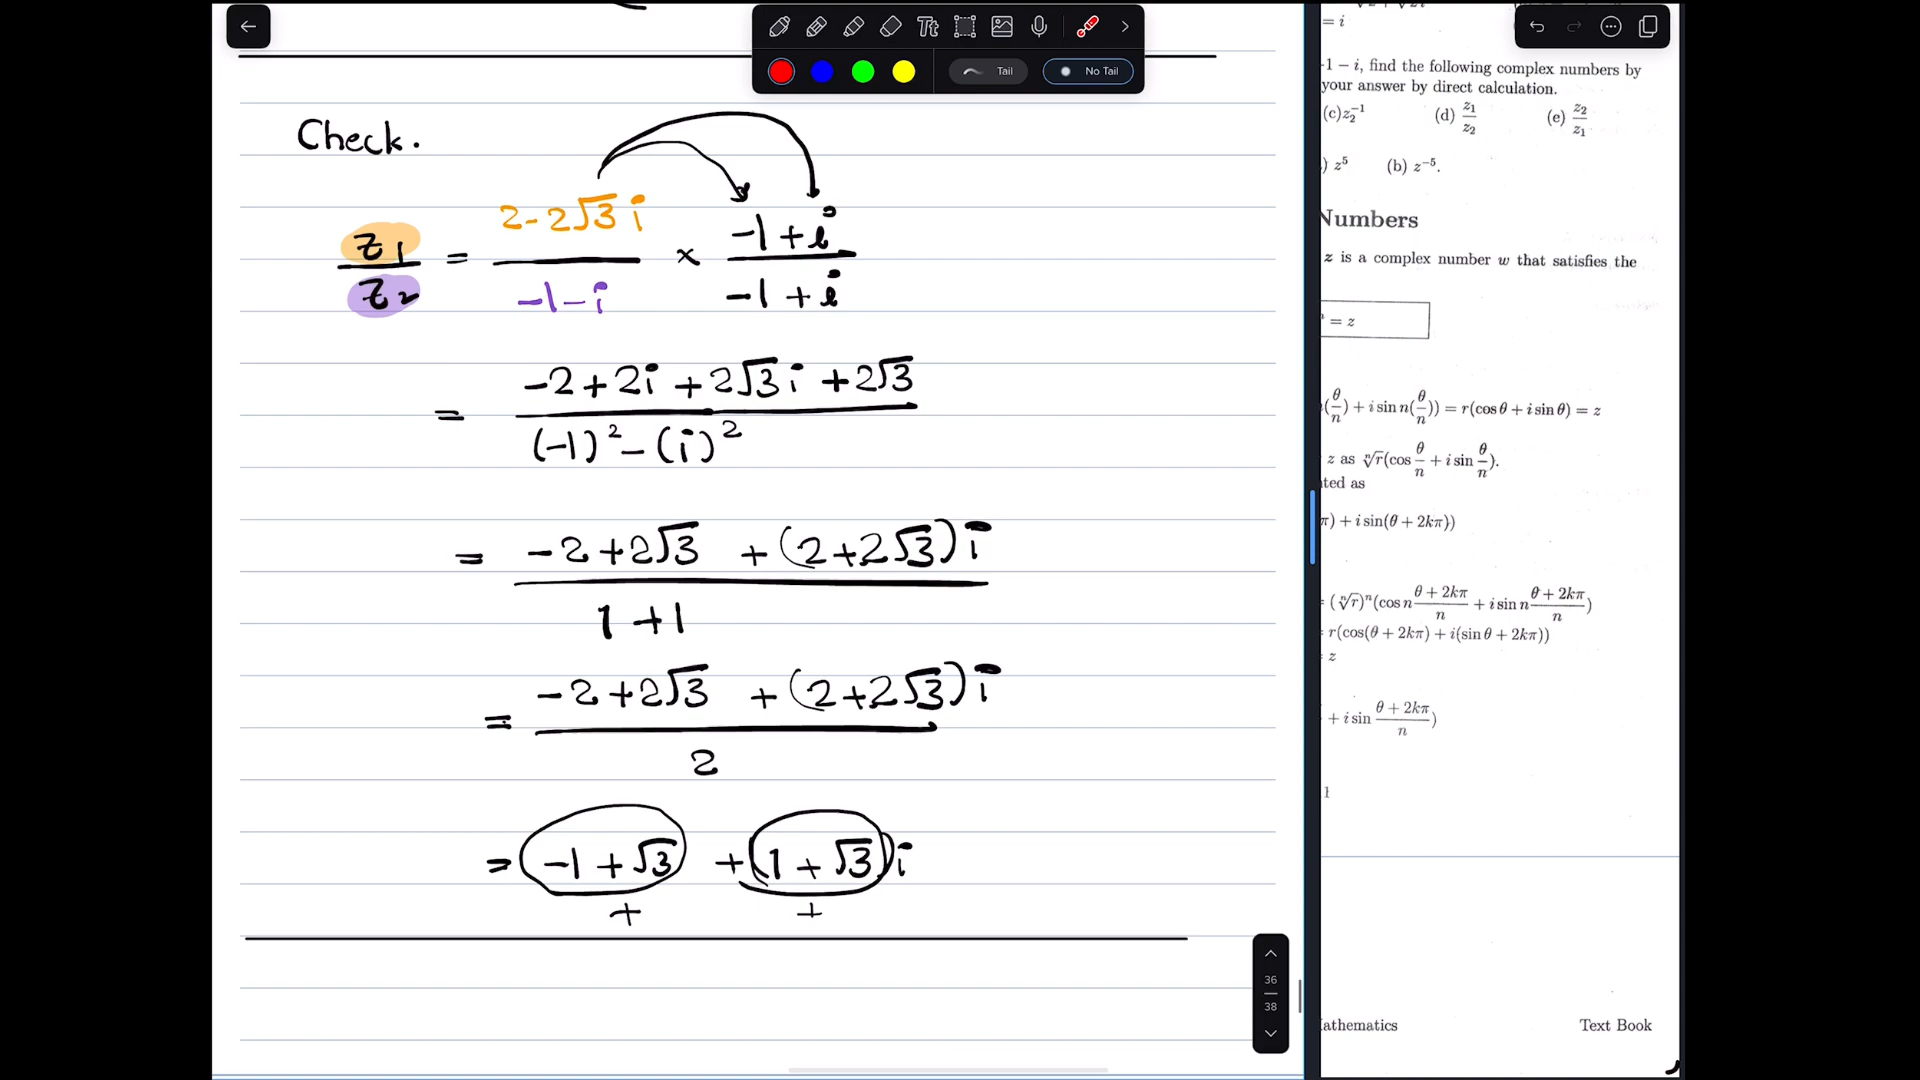 Tail No Tail
Check.
z1/z2 = (2-2√3 i)/(-1-i) × (-1+i)/(-1+i)
= (-2+2i+2√3 i+2√3)/((-1)²-(i)²)
= (-2+2√3 +(2+2√3)i)/(1+1)
= (-2+2√3 +(2+2√3)i)/2
= -1+√3 +(1+√3)i
+ +
36
38
= i
-1 − i, find the following complex numbers by
your answer by direct calculation.
(c)z₂⁻¹ (d) z₁/z₂ (e) z₂/z₁
) z⁵ (b) z⁻⁵.
Numbers
z is a complex number w that satisfies the
= z
(θ/n) + i sin n(θ/n)) = r(cos θ + i sin θ) = z
z as ⁿ√r(cos θ/n + i sin θ/n).
ted as
π) + i sin(θ + 2kπ))
= (ⁿ√r)ⁿ(cos n (θ + 2kπ)/n + i sin n (θ + 2kπ)/n)
= r(cos(θ + 2kπ) + i(sin θ + 2kπ))
= z
+ i sin (θ + 2kπ)/n)
1
athematics Text Book